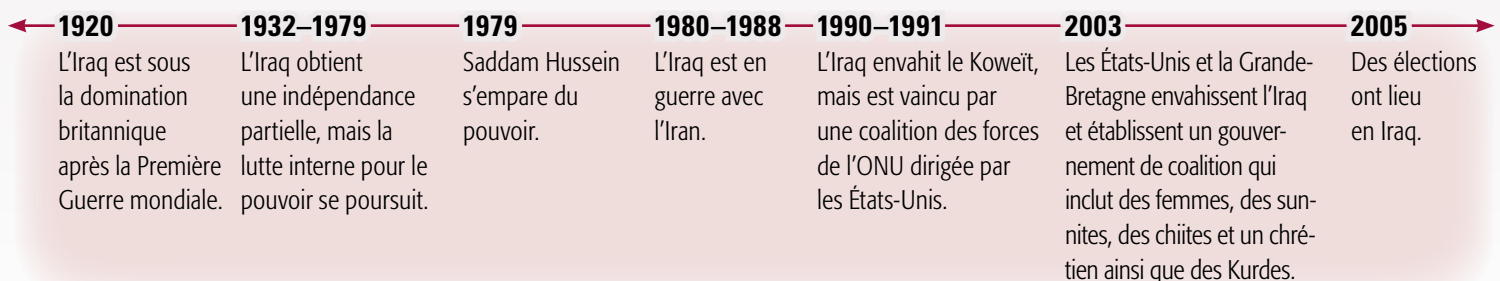 1920
L'Iraq est sous
la domination
britannique
après la Première
Guerre mondiale.
1932–1979
L'Iraq obtient
une indépendance
partielle, mais la
lutte interne pour le
pouvoir se poursuit.
1979
Saddam Hussein
s'empare du
pouvoir.
1980–1988
L'Iraq est en
guerre avec
l'Iran.
1990–1991
L'Iraq envahit le Koweït,
mais est vaincu par
une coalition des forces
de l'ONU dirigée par
les États-Unis.
2003
Les États-Unis et la Grande-
Bretagne envahissent l'Iraq
et établissent un gouver-
nement de coalition qui
inclut des femmes, des sun-
nites, des chiites et un chré-
tien ainsi que des Kurdes.
2005
Des élections
ont lieu
en Iraq.